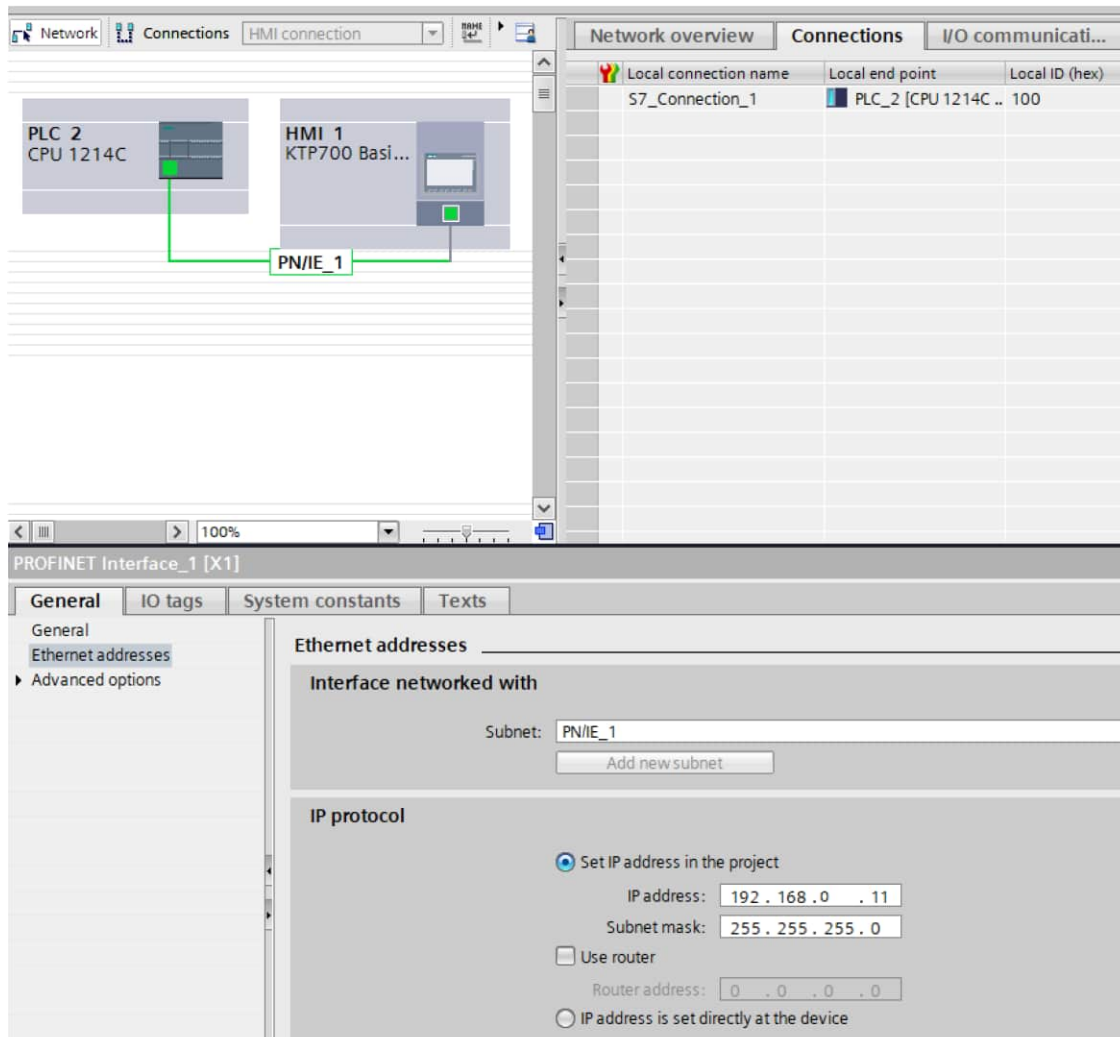 Network Connections HMI connection
Network overview Connections I/O communicati...
Local connection name Local end point Local ID (hex)
S7_Connection_1 PLC_2 [CPU 1214C .. 100
PLC_2
CPU 1214C
HMI_1
KTP700 Basi...
PN/IE_1
100%
PROFINET Interface_1 [X1]
General IO tags System constants Texts
General
Ethernet addresses
Advanced options
Ethernet addresses
Interface networked with
Subnet: PN/IE_1
Add new subnet
IP protocol
Set IP address in the project
IP address: 192 . 168 . 0 . 11
Subnet mask: 255 . 255 . 255 . 0
Use router
Router address: 0 . 0 . 0 . 0
IP address is set directly at the device